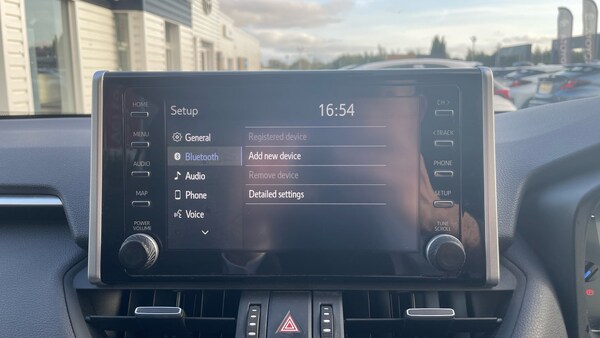 HOME
MENU
AUDIO
MAP
POWER
VOLUME
Setup 16:54
General
Bluetooth
Audio
Phone
Voice
Registered device
Add new device
Remove device
Detailed settings
CH >
TRACK
PHONE
SETUP
TUNE
SCROLL